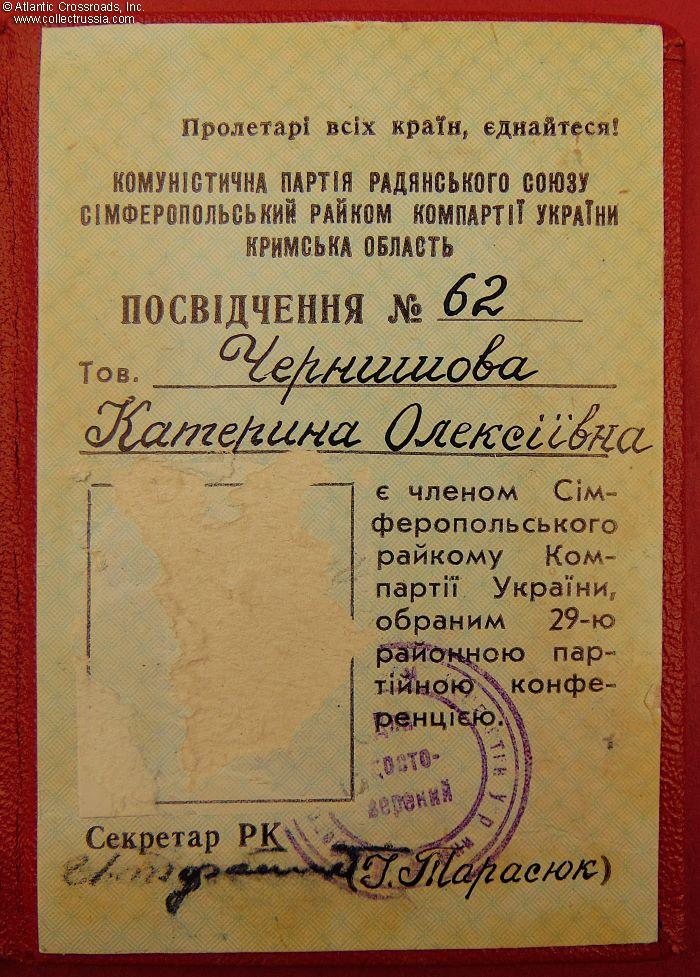 © Atlantic Crossroads, Inc.
www.collectrussia.com
Пролетарі всіх країн, єднайтеся!
КОМУНІСТИЧНА ПАРТІЯ РАДЯНСЬКОГО СОЮЗУ
СІМФЕРОПОЛЬСЬКИЙ РАЙКОМ КОМПАРТІЇ УКРАЇНИ
КРИМСЬКА ОБЛАСТЬ
ПОСВІДЧЕННЯ № 62
Тов. Чернишова
Катерина Олексіївна
є членом Сім-
феропольського
райкому Ком-
партії України,
обраним 29-ю
районною пар-
тійною конфе-
ренцією.
досто-
верений
Секретар РК
(І. Тарасюк)